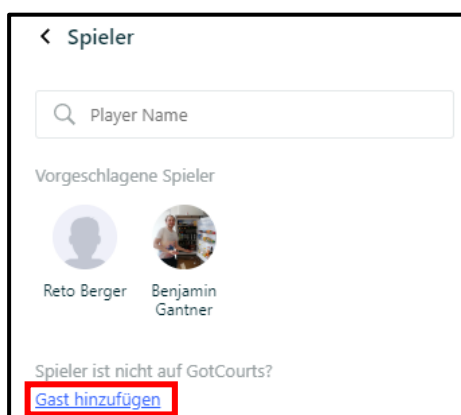 Spieler
Player Name
Vorgeschlagene Spieler
Reto Berger
Benjamin
Gantner
Spieler ist nicht auf GotCourts?
Gast hinzufügen